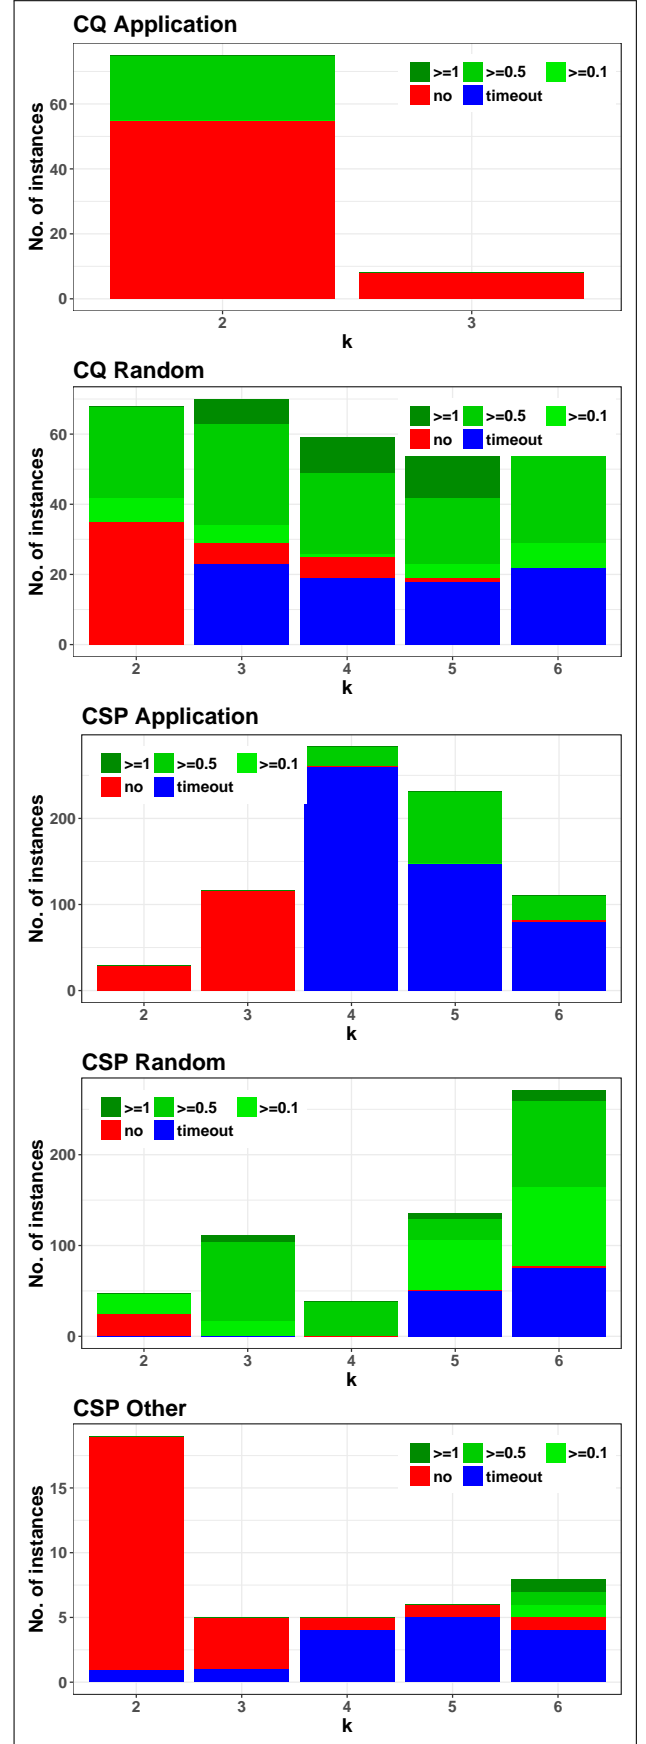 CQ Application
>=1 >=0.5 >=0.1
no timeout
No. of instances
60
40
20
0
2 3
k
CQ Random
>=1 >=0.5 >=0.1
no timeout
No. of instances
60
40
20
0
2 3 4 5 6
k
CSP Application
>=1 >=0.5 >=0.1
no timeout
No. of instances
200
100
0
2 3 4 5 6
k
CSP Random
>=1 >=0.5 >=0.1
no timeout
No. of instances
200
100
0
2 3 4 5 6
k
CSP Other
>=1 >=0.5 >=0.1
no timeout
No. of instances
15
10
5
0
2 3 4 5 6
k